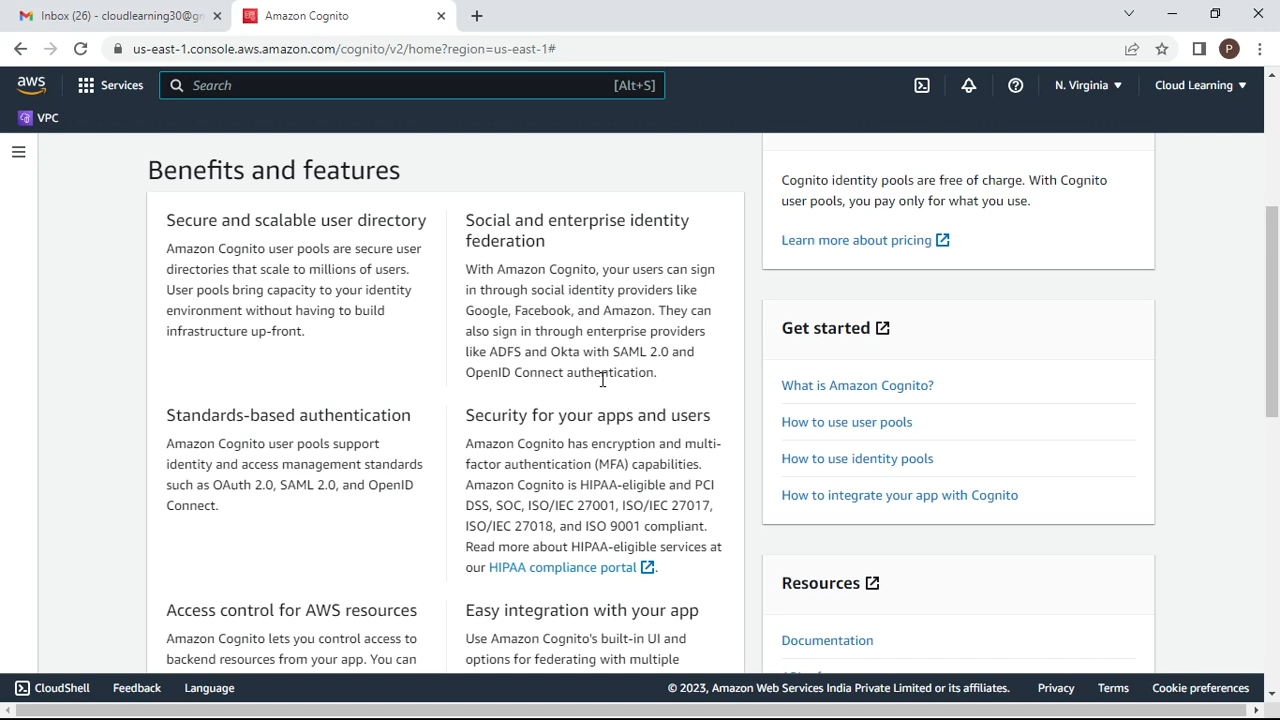 Inbox (26) - cloudlearning30@gm
Amazon Cognito
us-east-1.console.aws.amazon.com/cognito/v2/home?region=us-east-1#
P
aws
Services
Search
[Alt+S]
N. Virginia
Cloud Learning
VPC
Benefits and features
Secure and scalable user directory
Amazon Cognito user pools are secure user
directories that scale to millions of users.
User pools bring capacity to your identity
environment without having to build
infrastructure up-front.
Social and enterprise identity
federation
With Amazon Cognito, your users can sign
in through social identity providers like
Google, Facebook, and Amazon. They can
also sign in through enterprise providers
like ADFS and Okta with SAML 2.0 and
OpenID Connect authentication.
Standards-based authentication
Amazon Cognito user pools support
identity and access management standards
such as OAuth 2.0, SAML 2.0, and OpenID
Connect.
Security for your apps and users
Amazon Cognito has encryption and multi-
factor authentication (MFA) capabilities.
Amazon Cognito is HIPAA-eligible and PCI
DSS, SOC, ISO/IEC 27001, ISO/IEC 27017,
ISO/IEC 27018, and ISO 9001 compliant.
Read more about HIPAA-eligible services at
our HIPAA compliance portal.
Access control for AWS resources
Amazon Cognito lets you control access to
backend resources from your app. You can
Easy integration with your app
Use Amazon Cognito's built-in UI and
options for federating with multiple
Cognito identity pools are free of charge. With Cognito
user pools, you pay only for what you use.
Learn more about pricing
Get started
What is Amazon Cognito?
How to use user pools
How to use identity pools
How to integrate your app with Cognito
Resources
Documentation
CloudShell
Feedback
Language
© 2023, Amazon Web Services India Private Limited or its affiliates.
Privacy
Terms
Cookie preferences